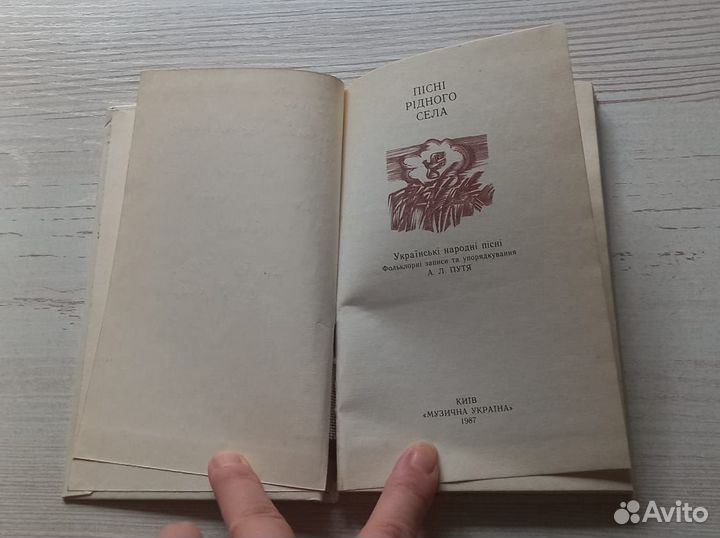 ПІСНІ
РІДНОГО
СЕЛА
Українські народні пісні
Фольклорні записи та упорядкування
А. Л. ПУТЯ
КИЇВ
«МУЗИЧНА УКРАЇНА»
1987
Avito